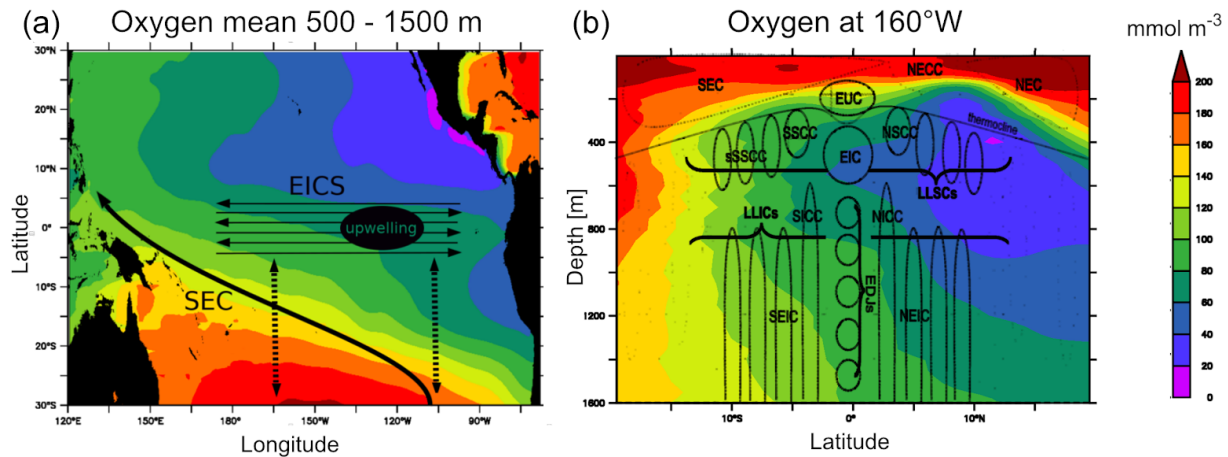 (a) Oxygen mean 500 - 1500 m
30°N
20°N
10°N
0°
10°S
20°S
30°S
Latitude
EICS
upwelling
SEC
120°E
150°E
180°W
150°W
120°W
90°W
Longitude
(b) Oxygen at 160°W
SEC
NECC
NEC
EUC
thermocline
SSCC
NSCC
sSSCC
EIC
LLSCs
LLICs
SICC
NICC
EDJs
SEIC
NEIC
400
800
1200
1600
Depth [m]
10°S
0°
10°N
Latitude
mmol m⁻³
200
180
160
140
120
100
80
60
40
20
0